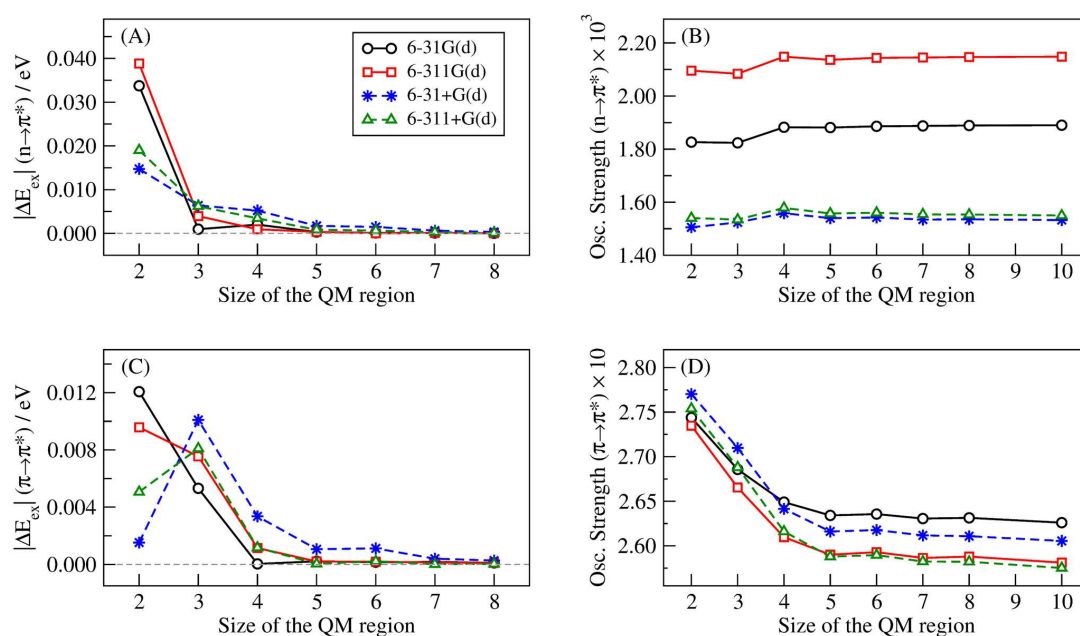 (A)
6-31G(d)
6-311G(d)
6-31+G(d)
6-311+G(d)
|ΔE_ex| (n→π*) / eV
0.040
0.030
0.020
0.010
0.000
2 3 4 5 6 7 8
Size of the QM region
(B)
Osc. Strength (n→π*) × 10³
2.20
2.00
1.80
1.60
1.40
2 3 4 5 6 7 8 9 10
Size of the QM region
(C)
|ΔE_ex| (π→π*) / eV
0.012
0.008
0.004
0.000
2 3 4 5 6 7 8
Size of the QM region
(D)
Osc. Strength (π→π*) × 10
2.80
2.75
2.70
2.65
2.60
2 3 4 5 6 7 8 9 10
Size of the QM region